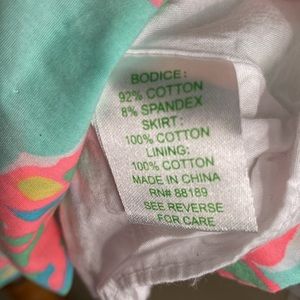 BODICE:
92% COTTON
8% SPANDEX
SKIRT:
100% COTTON
LINING:
100% COTTON
MADE IN CHINA
RN# 88189
SEE REVERSE
FOR CARE